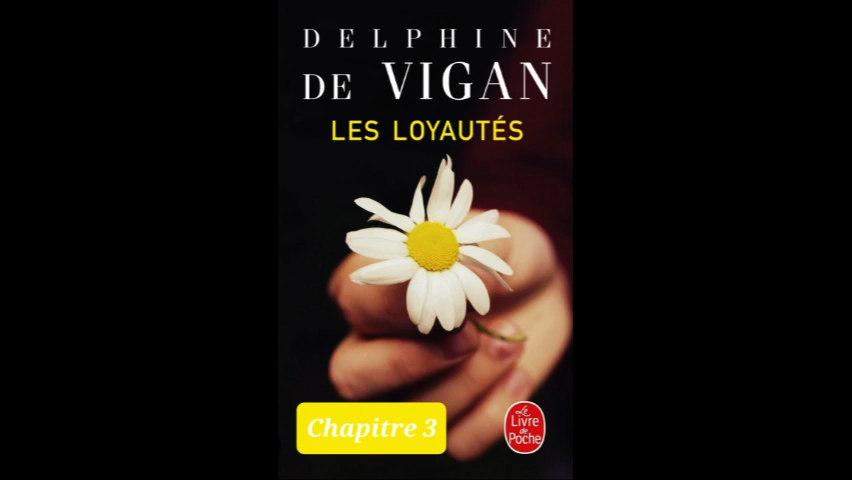 DELPHINE
DE VIGAN
LES LOYAUTÉS
Chapitre 3
Le
Livre
de
Poche